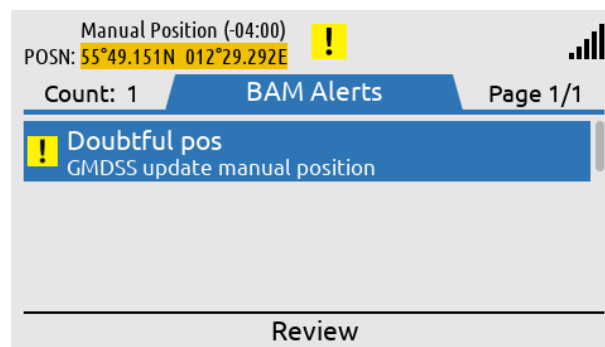 Manual Position (-04:00)
POSN: 55°49.151N 012°29.292E
!
Count: 1 BAM Alerts Page 1/1
! Doubtful pos
GMDSS update manual position
Review